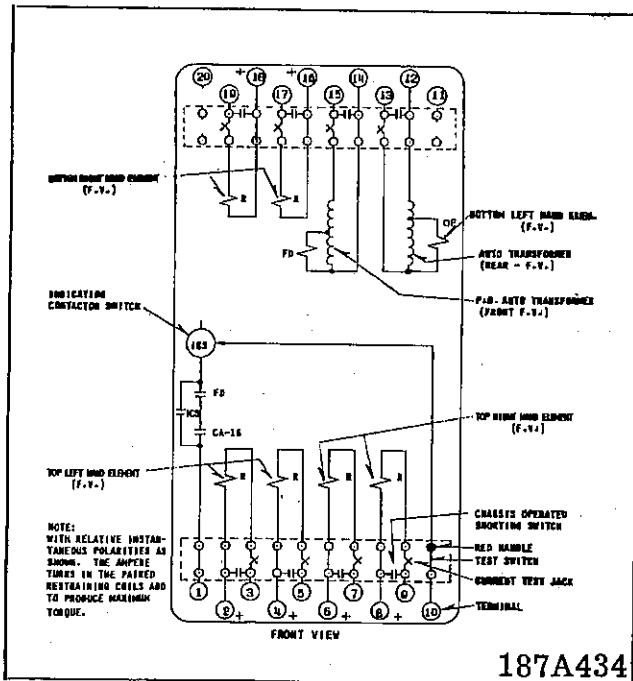 20
+ 18
+ 16
14
12
19
17
15
13
11
BOTTOM RIGHT HAND ELEMENT
(F.V.)
R
R
FD
OP
BOTTOM LEFT HAND ELEM.
(F.V.)
AUTO TRANSFORMER
(REAR - F.V.)
AUTO TRANSFORMER
(FRONT F.V.)
INDICATION
CONTACTOR SWITCH
ICS
FD
ICS
CA-16
TOP RIGHT HAND ELEMENT
(F.V.)
TOP LEFT HAND ELEMENT
(F.V.)
R
R
R
R
CHASSIS OPERATED
SHORTING SWITCH
NOTE:
WITH RELATIVE INSTAN-
TANEOUS POLARITIES AS
SHOWN. THE AMPERE
TURNS IN THE PAIRED
RESTRAINING COILS ADD
TO PRODUCE MAXIMUM
TORQUE.
RED HANDLE
TEST SWITCH
CURRENT TEST JACK
TERMINAL
1
3
5
7
9
2 +
4 +
6 +
8 +
10
FRONT VIEW
187A434